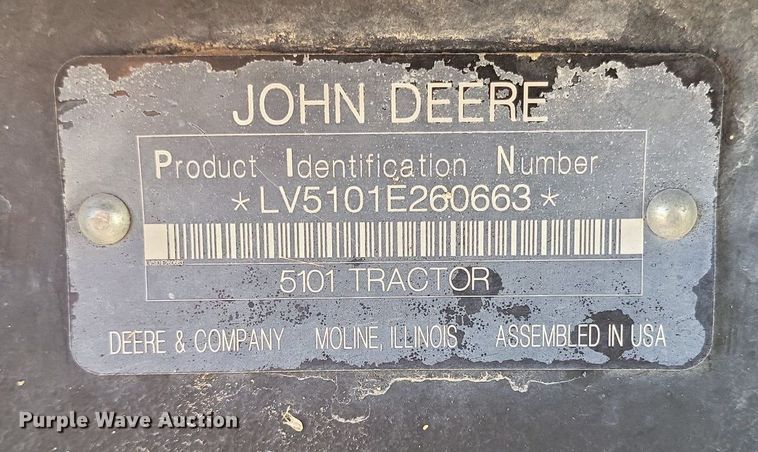 JOHN DEERE
Product Identification Number
*LV5101E260663*
5101 TRACTOR
DEERE & COMPANY MOLINE, ILLINOIS ASSEMBLED IN USA
Purple Wave Auction